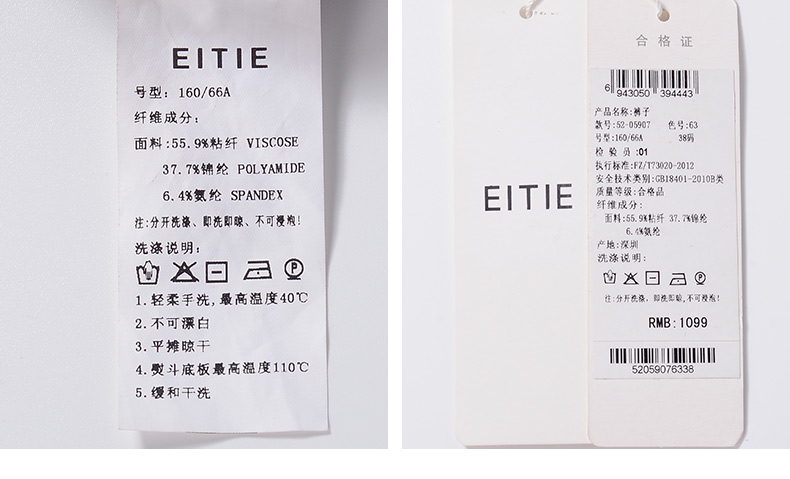 EITIE
号型: 160/66A
纤维成分:
面料:55.9%粘纤 VISCOSE
37.7%锦纶 POLYAMIDE
6.4%氨纶 SPANDEX
注:分开洗涤、即洗即晾、不可浸泡!
洗涤说明:
P
1.轻柔手洗,最高温度40℃
2.不可漂白
3.平摊晾干
4.熨斗底板最高温度110℃
5.缓和干洗
EITIE
合格证
6 943050 394443
产品名称:裤子
款号:52-05907 色号:63
号型:160/66A 38码
检验员:01
执行标准:FZ/T73020-2012
安全技术类别:GB18401-2010B类
质量等级:合格品
纤维成分:
面料:55.9%粘纤 37.7%锦纶
6.4%氨纶
产地:深圳
洗涤说明:
P
注:分开洗涤, 即洗即晾,不可浸泡!
RMB:1099
52059076338